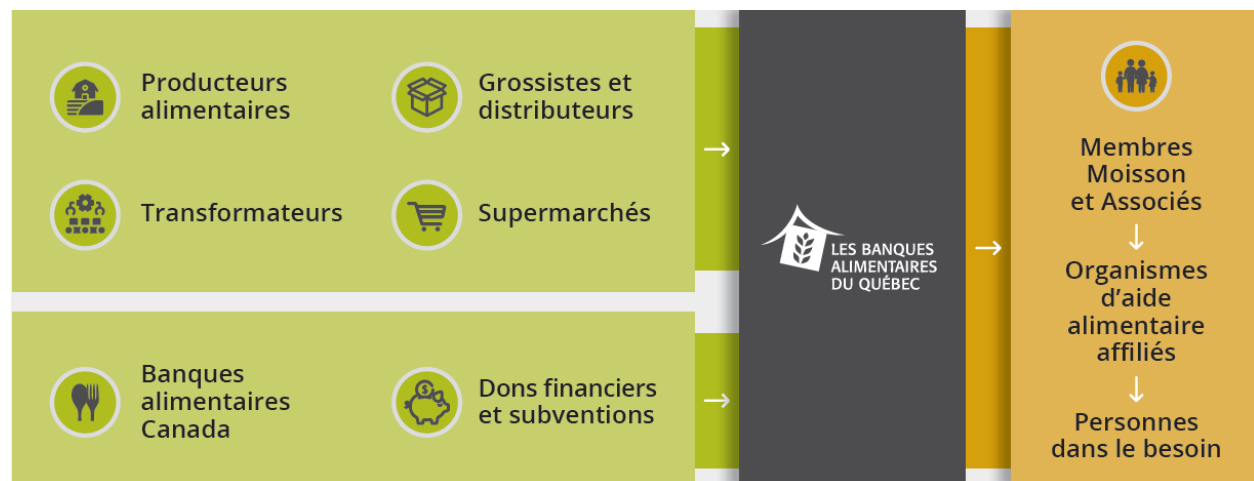 Producteurs
alimentaires
Grossistes et
distributeurs
Transformateurs
Supermarchés
Banques
alimentaires
Canada
Dons financiers
et subventions
→
→
LES BANQUES
ALIMENTAIRES
DU QUÉBEC
→
Membres
Moisson
et Associés
↓
Organismes
d’aide
alimentaire
affiliés
↓
Personnes
dans le besoin